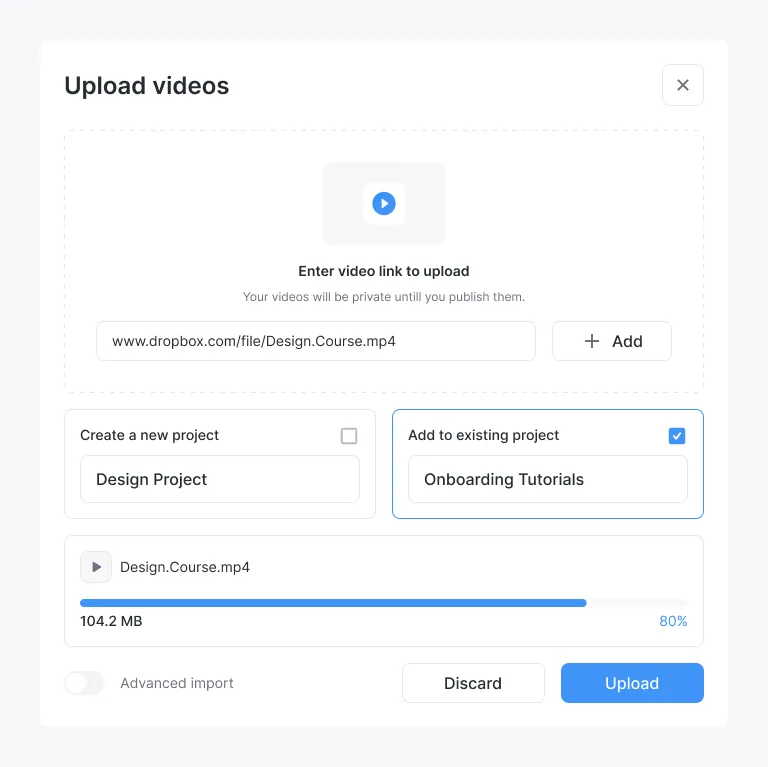 Upload videos
Enter video link to upload
Your videos will be private untill you publish them.
www.dropbox.com/file/Design.Course.mp4
Add
Create a new project
Design Project
Add to existing project
Onboarding Tutorials
Design.Course.mp4
104.2 MB
80%
Advanced import
Discard
Upload